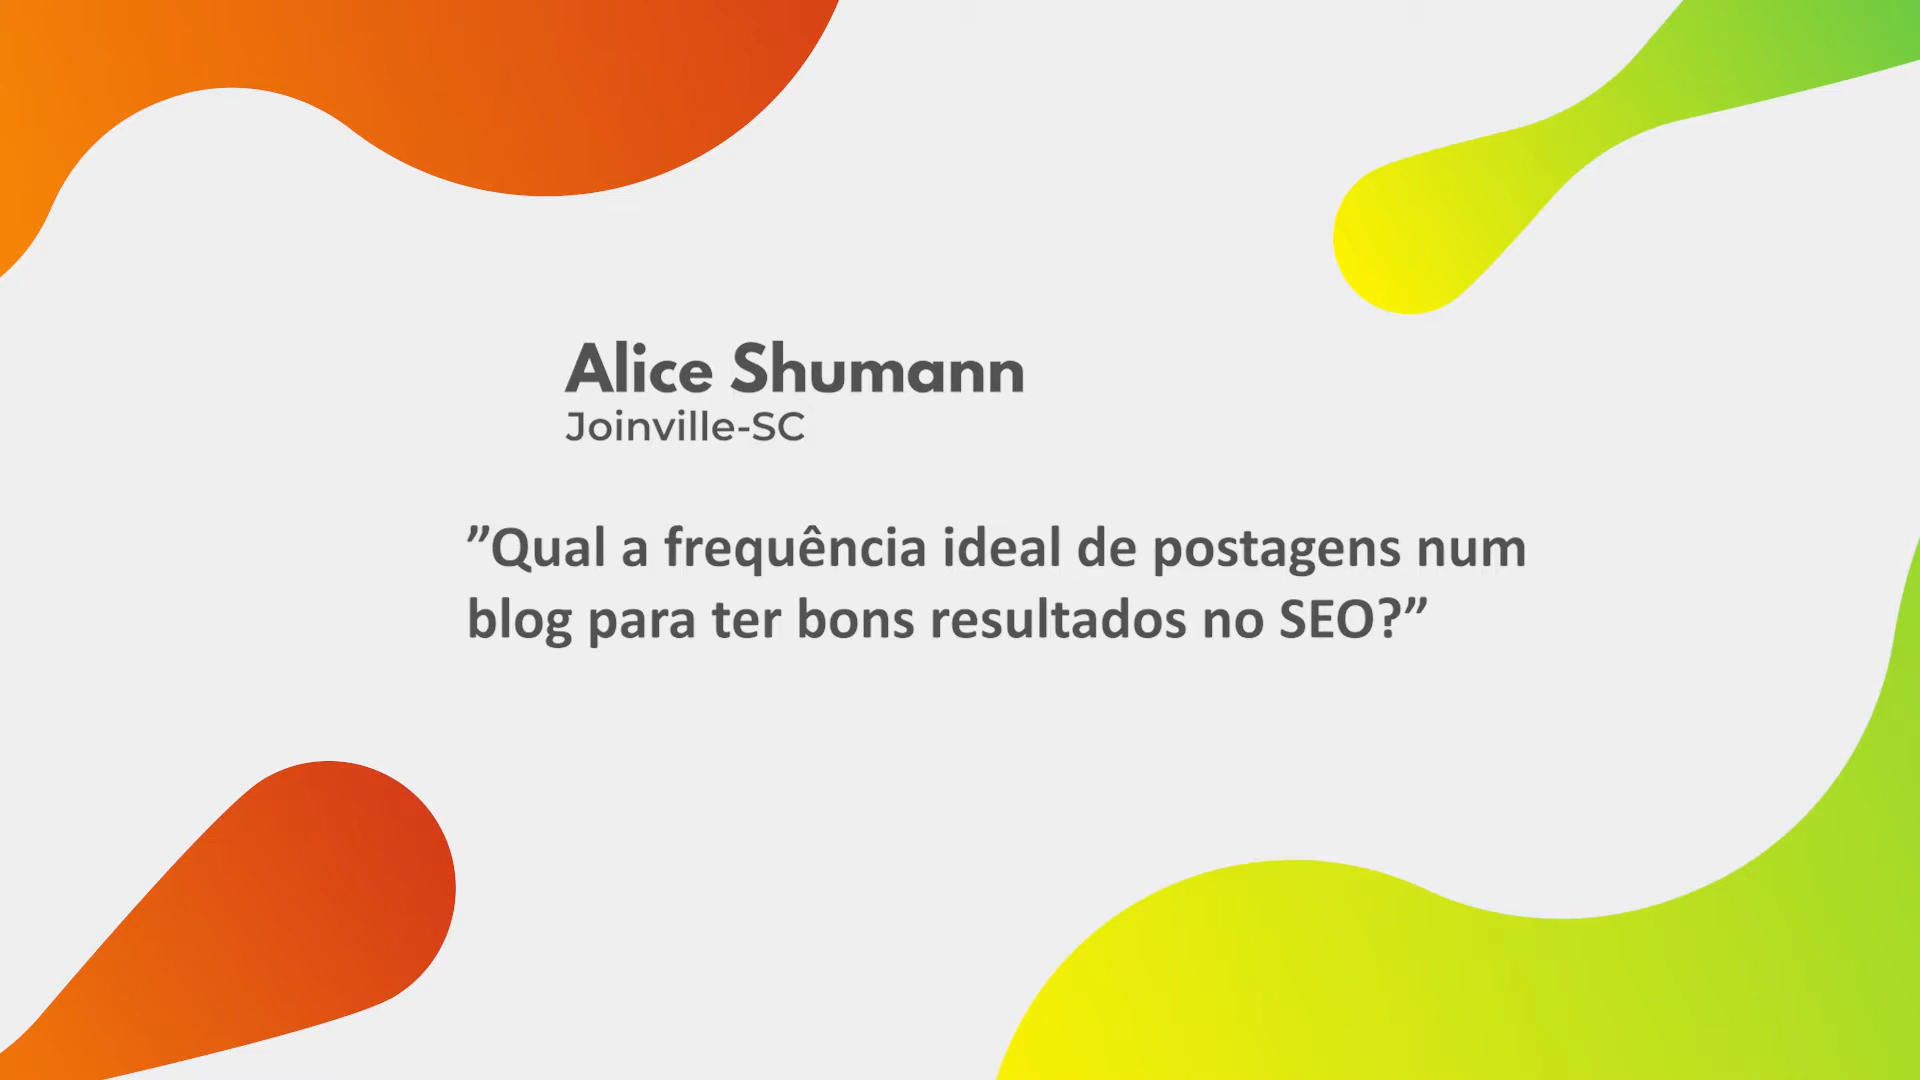 Alice Shumann
Joinville-SC
”Qual a frequência ideal de postagens num
blog para ter bons resultados no SEO?”